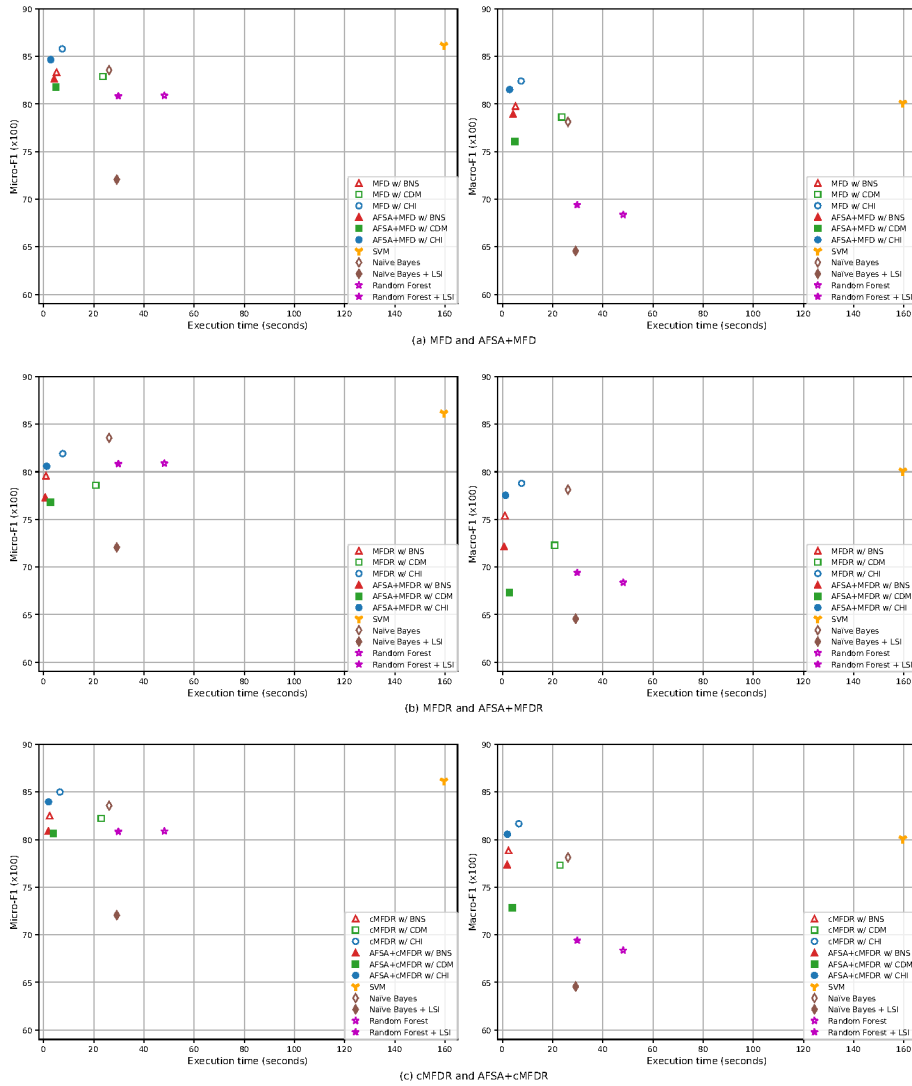 90
85
80
75
70
65
60
Micro-F1 (x100)
0 20 40 60 80 100 120 140 160
Execution time (seconds)
MFD w/ BNS
MFD w/ CDM
MFD w/ CHI
AFSA+MFD w/ BNS
AFSA+MFD w/ CDM
AFSA+MFD w/ CHI
SVM
Naïve Bayes
Naïve Bayes + LSI
Random Forest
Random Forest + LSI
90
85
80
75
70
65
60
Macro-F1 (x100)
0 20 40 60 80 100 120 140 160
Execution time (seconds)
MFD w/ BNS
MFD w/ CDM
MFD w/ CHI
AFSA+MFD w/ BNS
AFSA+MFD w/ CDM
AFSA+MFD w/ CHI
SVM
Naïve Bayes
Naïve Bayes + LSI
Random Forest
Random Forest + LSI
(a) MFD and AFSA+MFD
90
85
80
75
70
65
60
Micro-F1 (x100)
0 20 40 60 80 100 120 140 160
Execution time (seconds)
MFDR w/ BNS
MFDR w/ CDM
MFDR w/ CHI
AFSA+MFDR w/ BNS
AFSA+MFDR w/ CDM
AFSA+MFDR w/ CHI
SVM
Naïve Bayes
Naïve Bayes + LSI
Random Forest
Random Forest + LSI
90
85
80
75
70
65
60
Macro-F1 (x100)
0 20 40 60 80 100 120 140 160
Execution time (seconds)
MFDR w/ BNS
MFDR w/ CDM
MFDR w/ CHI
AFSA+MFDR w/ BNS
AFSA+MFDR w/ CDM
AFSA+MFDR w/ CHI
SVM
Naïve Bayes
Naïve Bayes + LSI
Random Forest
Random Forest + LSI
(b) MFDR and AFSA+MFDR
90
85
80
75
70
65
60
Micro-F1 (x100)
0 20 40 60 80 100 120 140 160
Execution time (seconds)
cMFDR w/ BNS
cMFDR w/ CDM
cMFDR w/ CHI
AFSA+cMFDR w/ BNS
AFSA+cMFDR w/ CDM
AFSA+cMFDR w/ CHI
SVM
Naïve Bayes
Naïve Bayes + LSI
Random Forest
Random Forest + LSI
90
85
80
75
70
65
60
Macro-F1 (x100)
0 20 40 60 80 100 120 140 160
Execution time (seconds)
cMFDR w/ BNS
cMFDR w/ CDM
cMFDR w/ CHI
AFSA+cMFDR w/ BNS
AFSA+cMFDR w/ CDM
AFSA+cMFDR w/ CHI
SVM
Naïve Bayes
Naïve Bayes + LSI
Random Forest
Random Forest + LSI
(c) cMFDR and AFSA+cMFDR